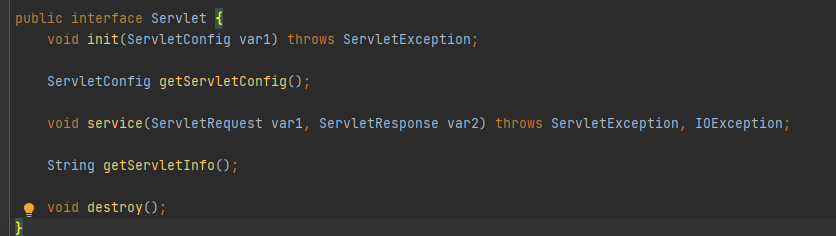 public interface Servlet {
void init(ServletConfig var1) throws ServletException;
ServletConfig getServletConfig();
void service(ServletRequest var1, ServletResponse var2) throws ServletException, IOException;
String getServletInfo();
void destroy();
}